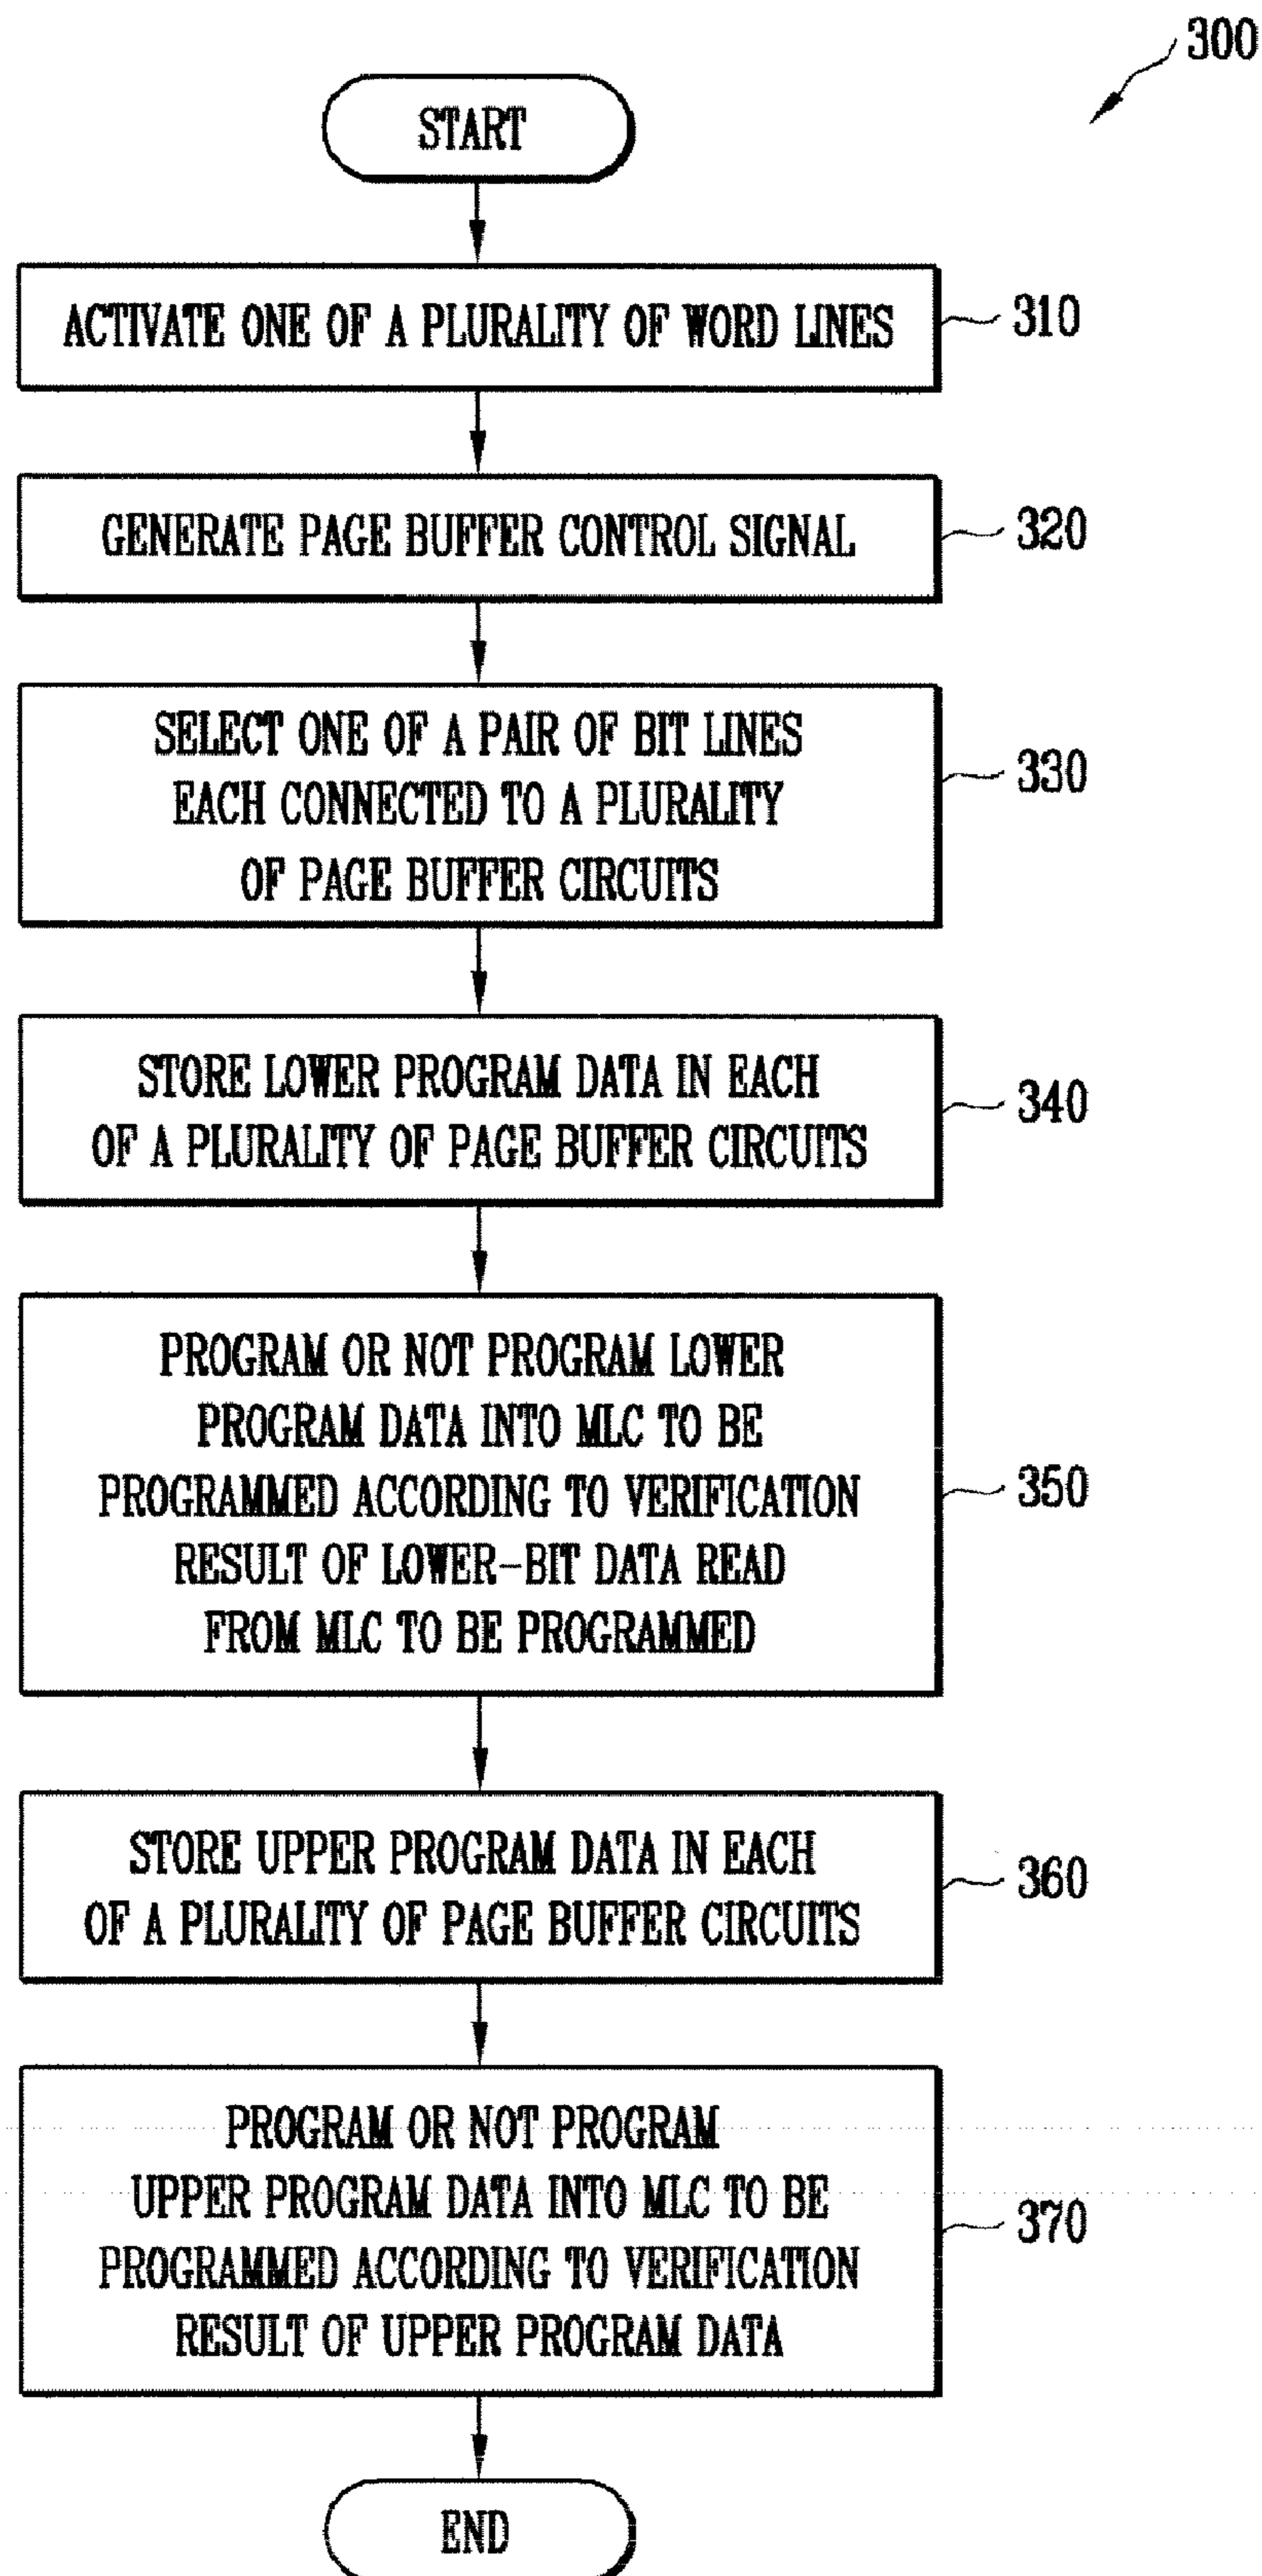 300
START
ACTIVATE ONE OF A PLURALITY OF WORD LINES
310
GENERATE PAGE BUFFER CONTROL SIGNAL
320
SELECT ONE OF A PAIR OF BIT LINES
EACH CONNECTED TO A PLURALITY
OF PAGE BUFFER CIRCUITS
330
STORE LOWER PROGRAM DATA IN EACH
OF A PLURALITY OF PAGE BUFFER CIRCUITS
340
PROGRAM OR NOT PROGRAM LOWER
PROGRAM DATA INTO MLC TO BE
PROGRAMMED ACCORDING TO VERIFICATION
RESULT OF LOWER-BIT DATA READ
FROM MLC TO BE PROGRAMMED
350
STORE UPPER PROGRAM DATA IN EACH
OF A PLURALITY OF PAGE BUFFER CIRCUITS
360
PROGRAM OR NOT PROGRAM
UPPER PROGRAM DATA INTO MLC TO BE
PROGRAMMED ACCORDING TO VERIFICATION
RESULT OF UPPER PROGRAM DATA
370
END